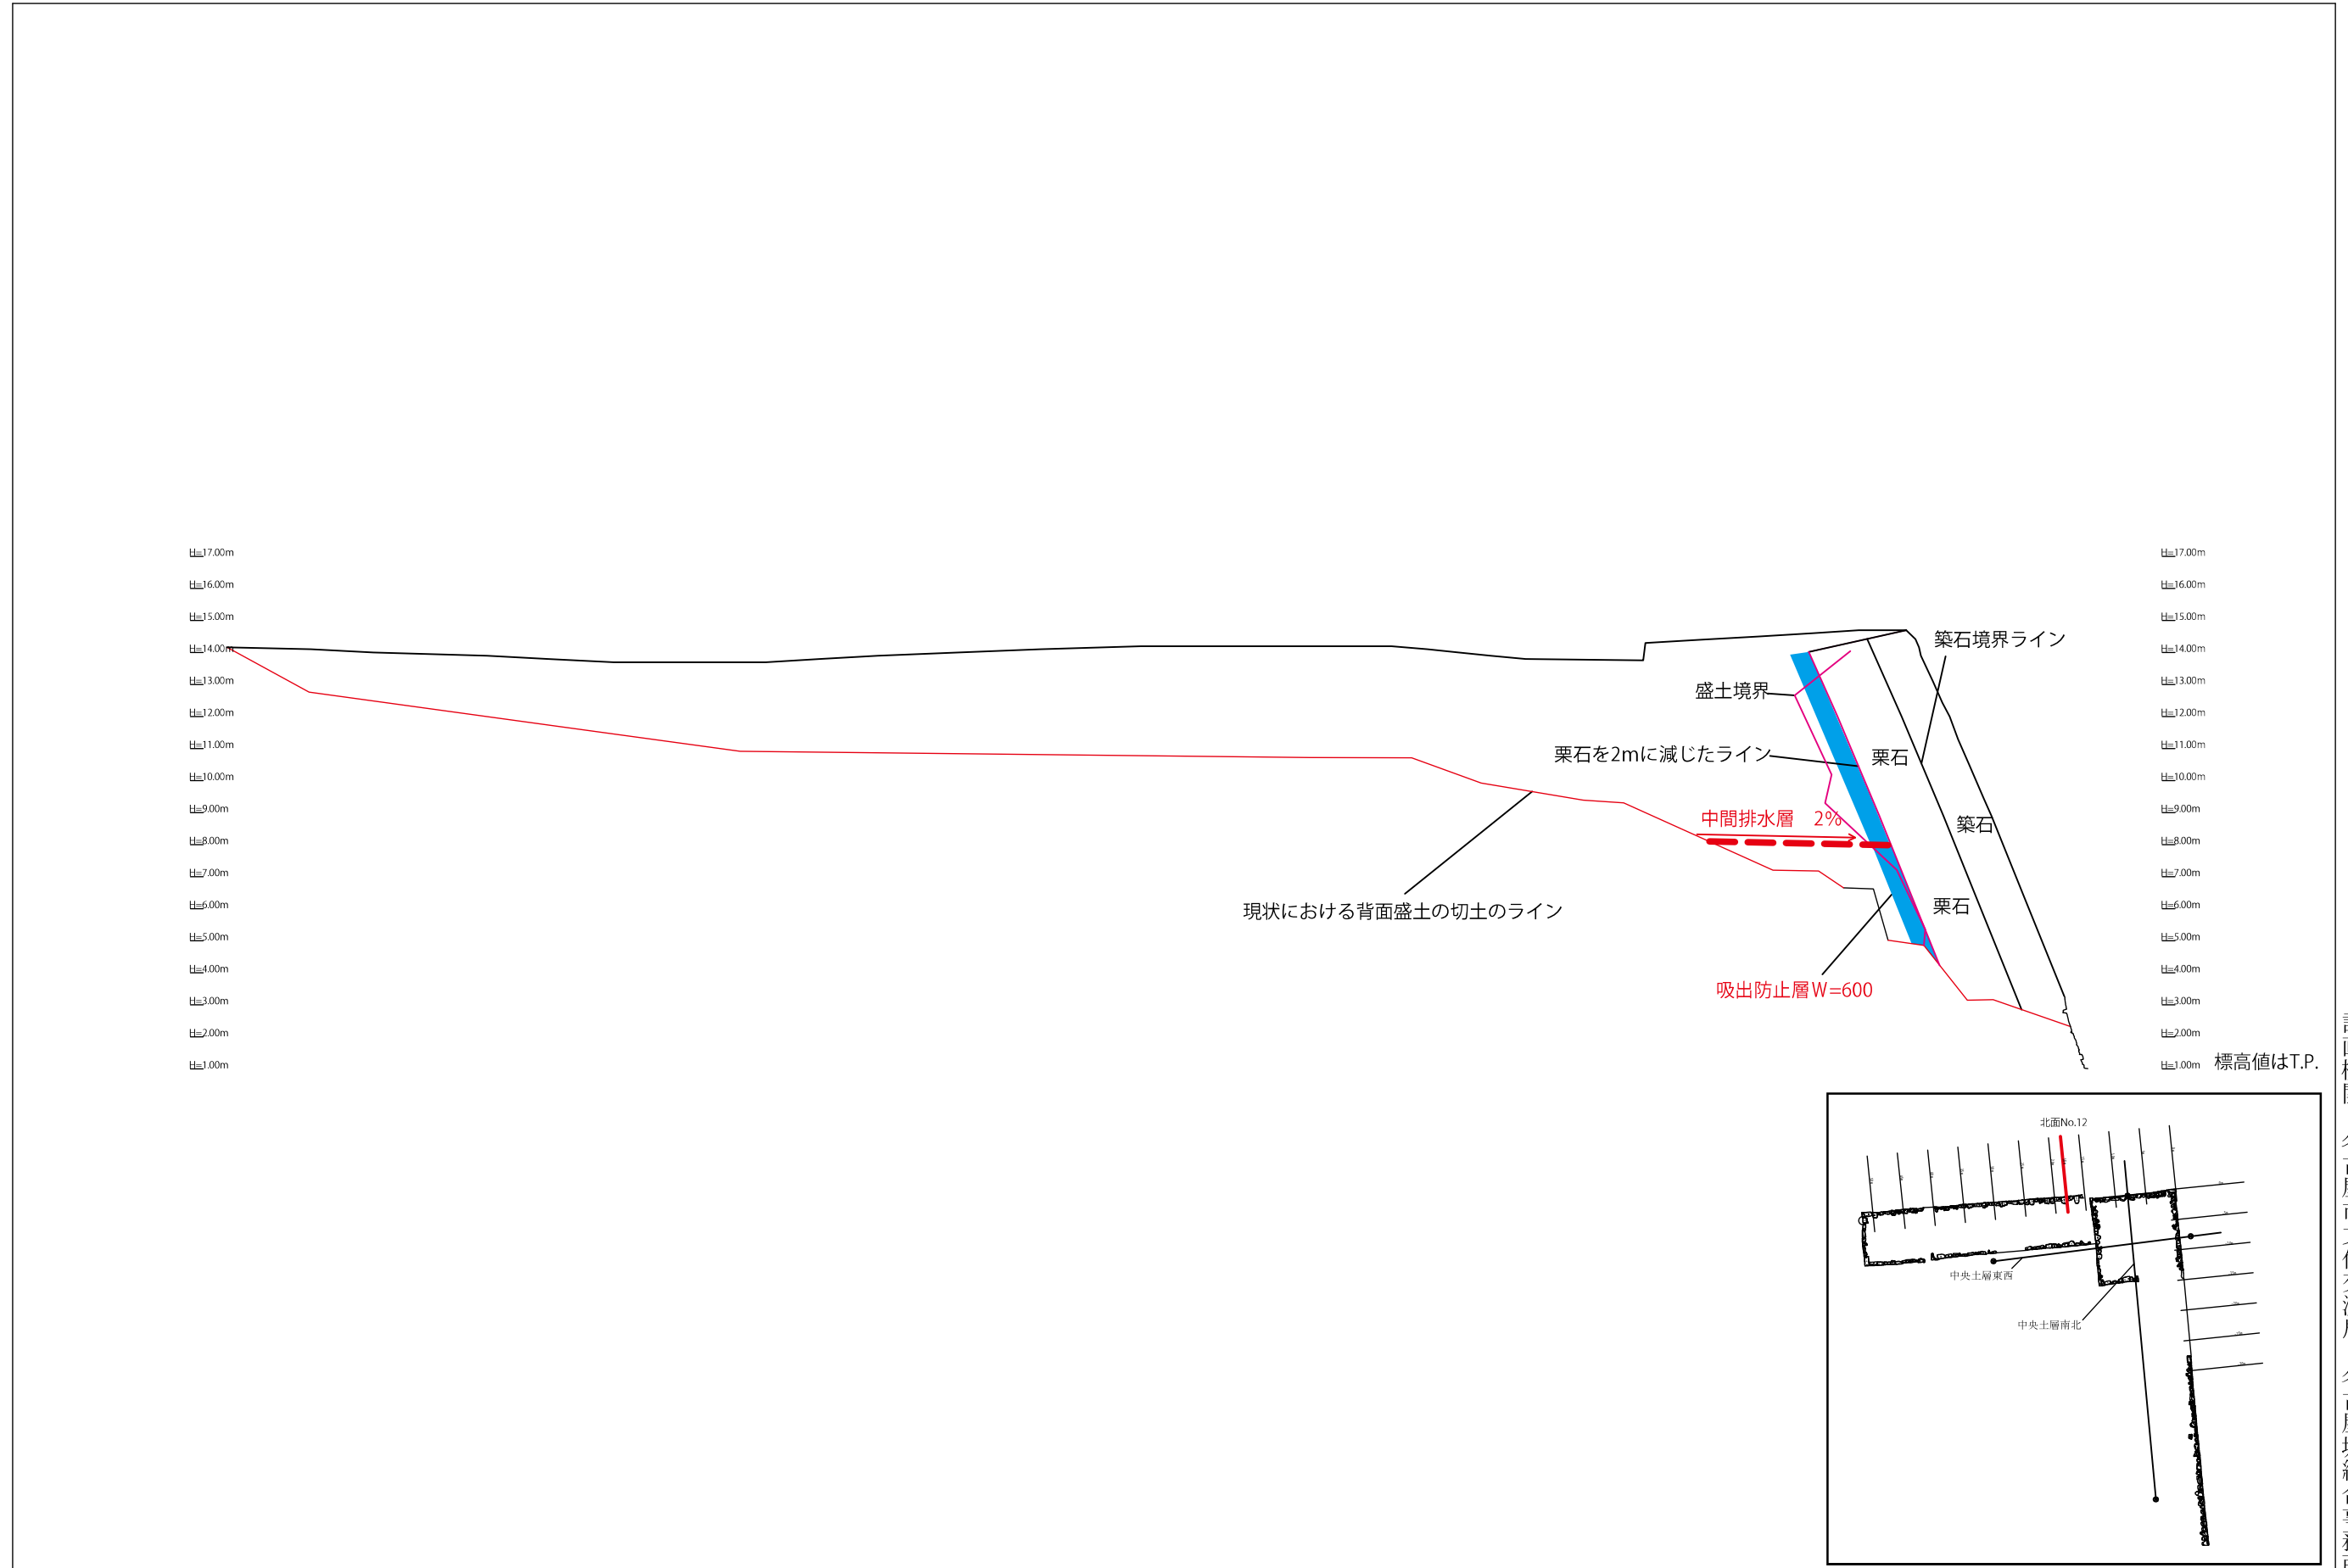 H=17.00m
H=16.00m
H=15.00m
H=14.00m
H=13.00m
H=12.00m
H=11.00m
H=10.00m
H=9.00m
H=8.00m
H=7.00m
H=6.00m
H=5.00m
H=4.00m
H=3.00m
H=2.00m
H=1.00m
築石境界ライン
盛土境界
栗石を2mに減じたライン
栗石
中間排水層 2%
築石
現状における背面盛土の切土のライン
栗石
吸出防止層W=600
H=17.00m
H=16.00m
H=15.00m
H=14.00m
H=13.00m
H=12.00m
H=11.00m
H=10.00m
H=9.00m
H=8.00m
H=7.00m
H=6.00m
H=5.00m
H=4.00m
H=3.00m
H=2.00m
H=1.00m
標高値はT.P.
北面No.12
中央土層東西
中央土層南北